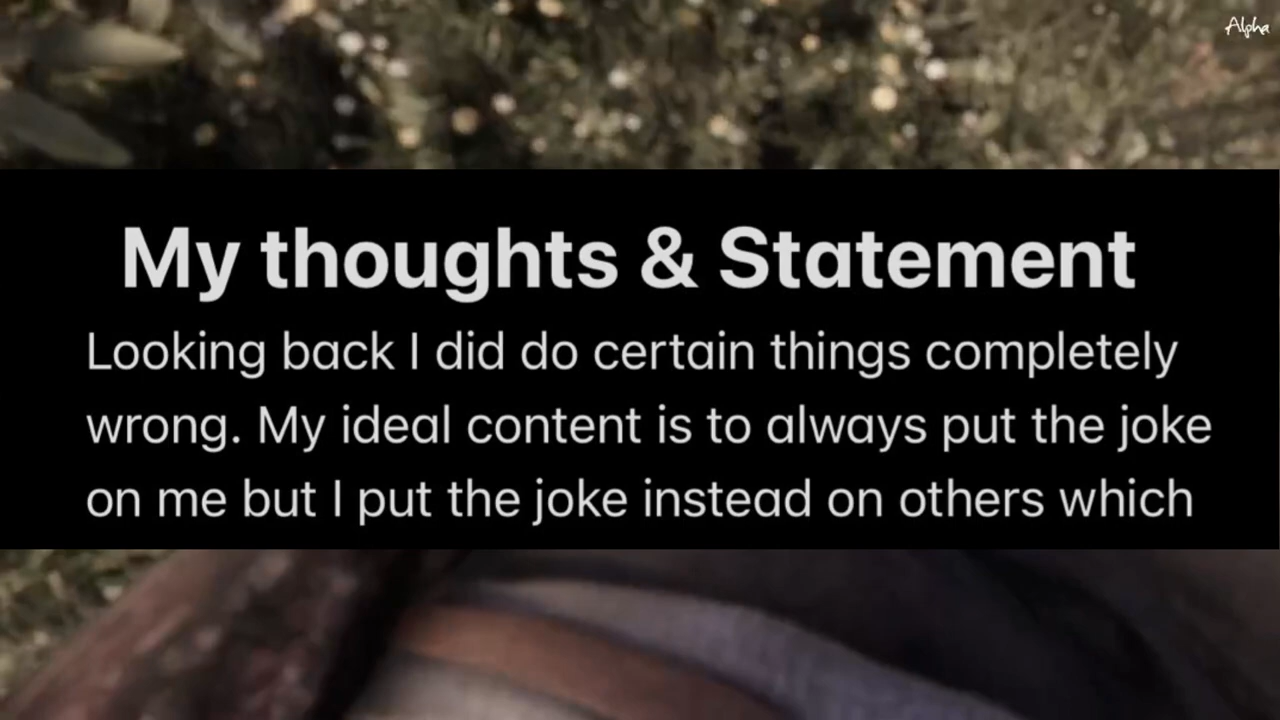 Alpha
My thoughts & Statement
Looking back I did do certain things completely
wrong. My ideal content is to always put the joke
on me but I put the joke instead on others which